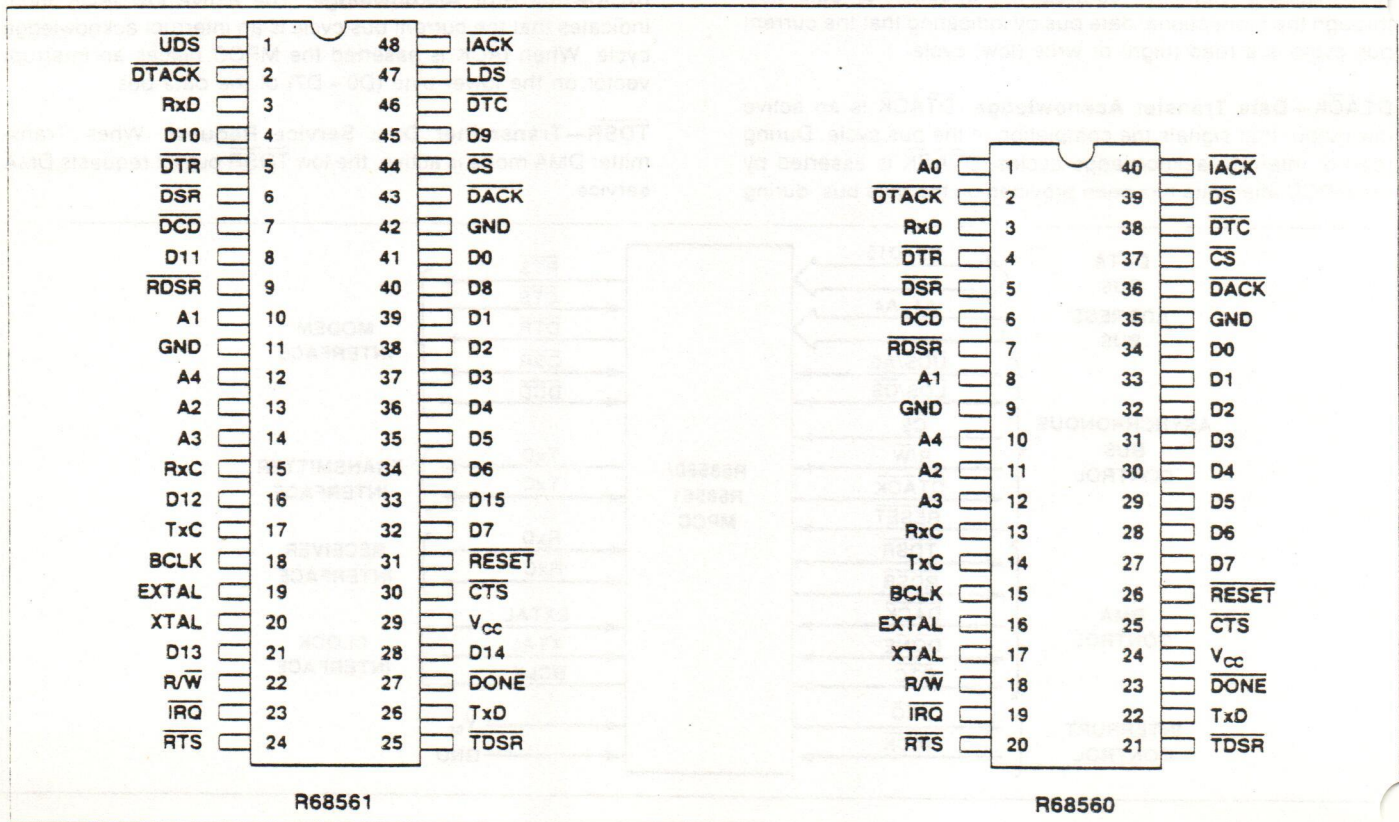 UDS 48 IACK
DTACK 2 47 LDS
RxD 3 46 DTC
D10 4 45 D9
DTR 5 44 CS
DSR 6 43 DACK
DCD 7 42 GND
D11 8 41 D0
RDSR 9 40 D8
A1 10 39 D1
GND 11 38 D2
A4 12 37 D3
A2 13 36 D4
A3 14 35 D5
RxC 15 34 D6
D12 16 33 D15
TxC 17 32 D7
BCLK 18 31 RESET
EXTAL 19 30 CTS
XTAL 20 29 VCC
D13 21 28 D14
R/W 22 27 DONE
IRQ 23 26 TxD
RTS 24 25 TDSR
R68561
A0 40 IACK
DTACK 2 39 DS
RxD 3 38 DTC
DTR 4 37 CS
DSR 5 36 DACK
DCD 6 35 GND
RDSR 7 34 D0
A1 8 33 D1
GND 9 32 D2
A4 10 31 D3
A2 11 30 D4
A3 12 29 D5
RxC 13 28 D6
TxC 14 27 D7
BCLK 15 26 RESET
EXTAL 16 25 CTS
XTAL 17 24 VCC
R/W 18 23 DONE
IRQ 19 22 TxD
RTS 20 21 TDSR
R68560